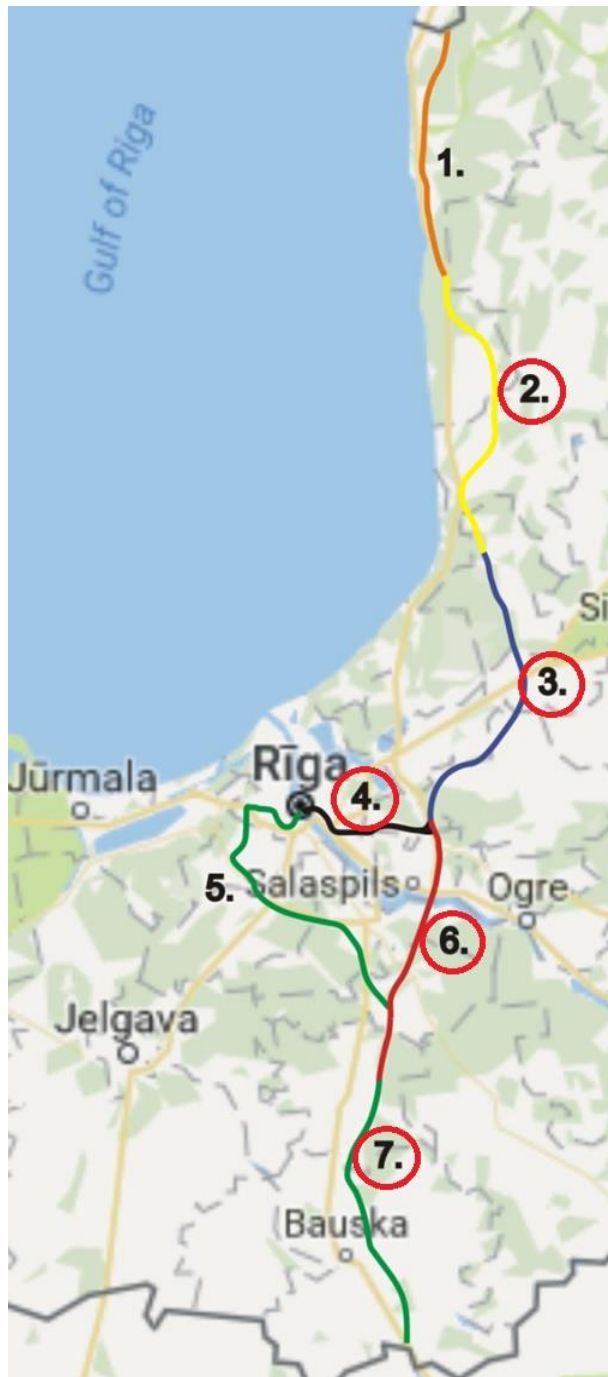 Gulf of Riga
1.
2.
Si
3.
Rīga
4.
Jūrmala
5.
Salaspils
Ogre
6.
Jelgava
7.
Bauska